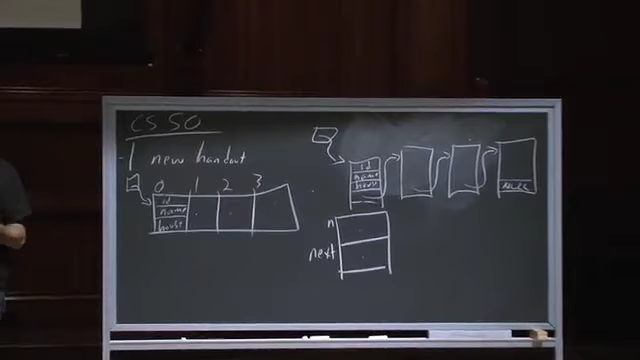 CS 50
1 new handout
0 1 2 3
id
name
house
id
name
house
NULL
n
next